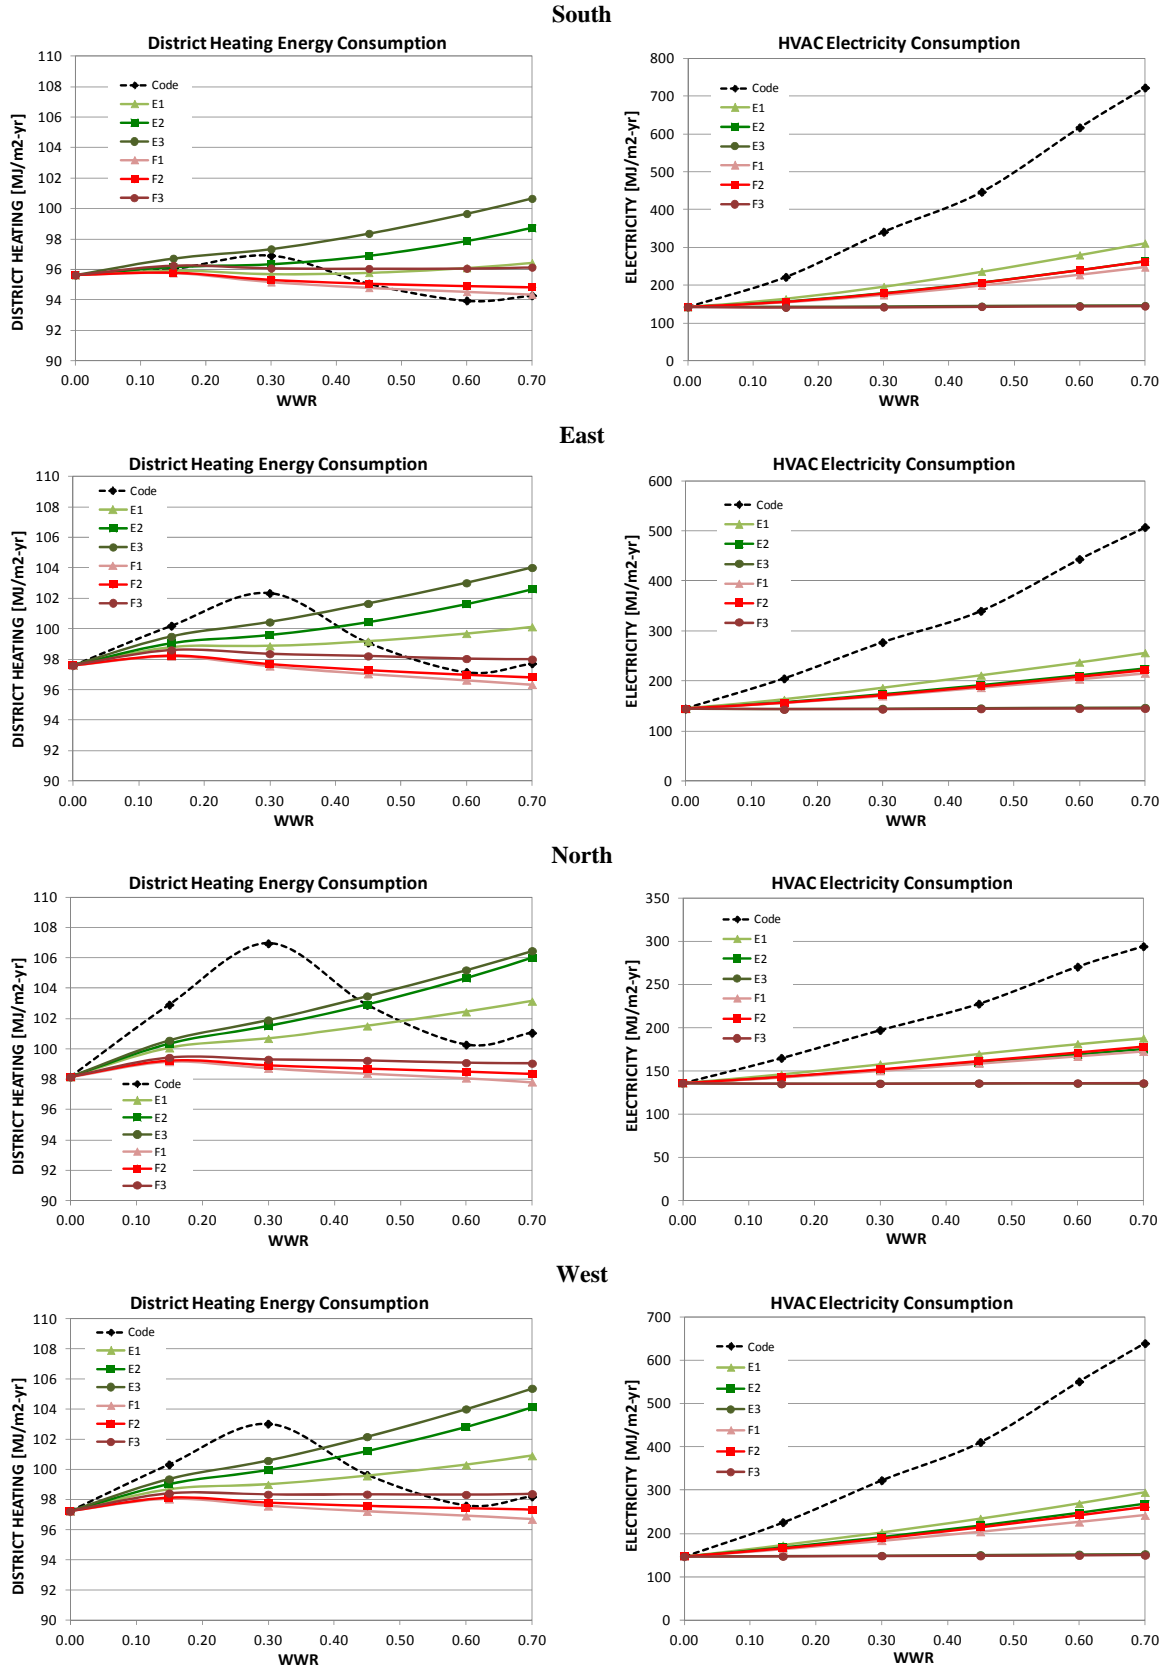 South
District Heating Energy Consumption
DISTRICT HEATING [MJ/m2-yr]
110
108
106
104
102
100
98
96
94
92
90
Code
E1
E2
E3
F1
F2
F3
0.00 0.10 0.20 0.30 0.40 0.50 0.60 0.70
WWR
HVAC Electricity Consumption
ELECTRICITY [MJ/m2-yr]
800
700
600
500
400
300
200
100
0
Code
E1
E2
E3
F1
F2
F3
0.00 0.10 0.20 0.30 0.40 0.50 0.60 0.70
WWR
East
District Heating Energy Consumption
DISTRICT HEATING [MJ/m2-yr]
110
108
106
104
102
100
98
96
94
92
90
Code
E1
E2
E3
F1
F2
F3
0.00 0.10 0.20 0.30 0.40 0.50 0.60 0.70
WWR
HVAC Electricity Consumption
ELECTRICITY [MJ/m2-yr]
600
500
400
300
200
100
0
Code
E1
E2
E3
F1
F2
F3
0.00 0.10 0.20 0.30 0.40 0.50 0.60 0.70
WWR
North
District Heating Energy Consumption
DISTRICT HEATING [MJ/m2-yr]
110
108
106
104
102
100
98
96
94
92
90
Code
E1
E2
E3
F1
F2
F3
0.00 0.10 0.20 0.30 0.40 0.50 0.60 0.70
WWR
HVAC Electricity Consumption
ELECTRICITY [MJ/m2-yr]
350
300
250
200
150
100
50
0
Code
E1
E2
E3
F1
F2
F3
0.00 0.10 0.20 0.30 0.40 0.50 0.60 0.70
WWR
West
District Heating Energy Consumption
DISTRICT HEATING [MJ/m2-yr]
110
108
106
104
102
100
98
96
94
92
90
Code
E1
E2
E3
F1
F2
F3
0.00 0.10 0.20 0.30 0.40 0.50 0.60 0.70
WWR
HVAC Electricity Consumption
ELECTRICITY [MJ/m2-yr]
700
600
500
400
300
200
100
0
Code
E1
E2
E3
F1
F2
F3
0.00 0.10 0.20 0.30 0.40 0.50 0.60 0.70
WWR